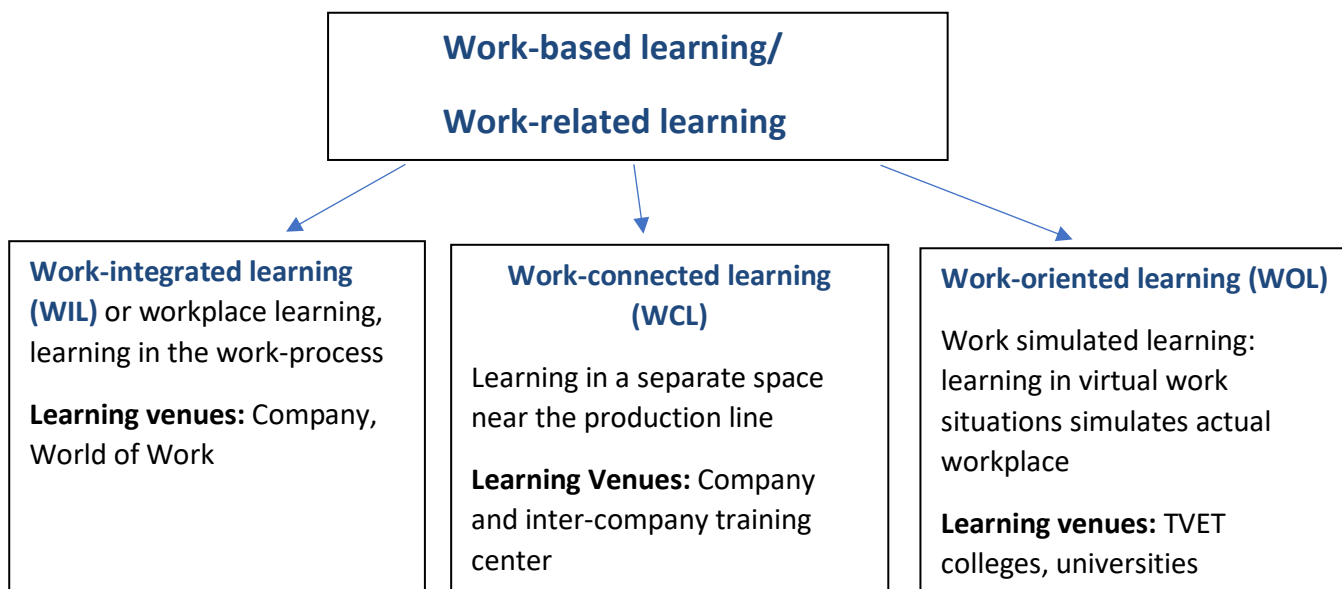 Work-based learning/
Work-related learning
Work-integrated learning
(WIL) or workplace learning,
learning in the work-process
Learning venues: Company,
World of Work
Work-connected learning
(WCL)
Learning in a separate space
near the production line
Learning Venues: Company
and inter-company training
center
Work-oriented learning (WOL)
Work simulated learning:
learning in virtual work
situations simulates actual
workplace
Learning venues: TVET
colleges, universities